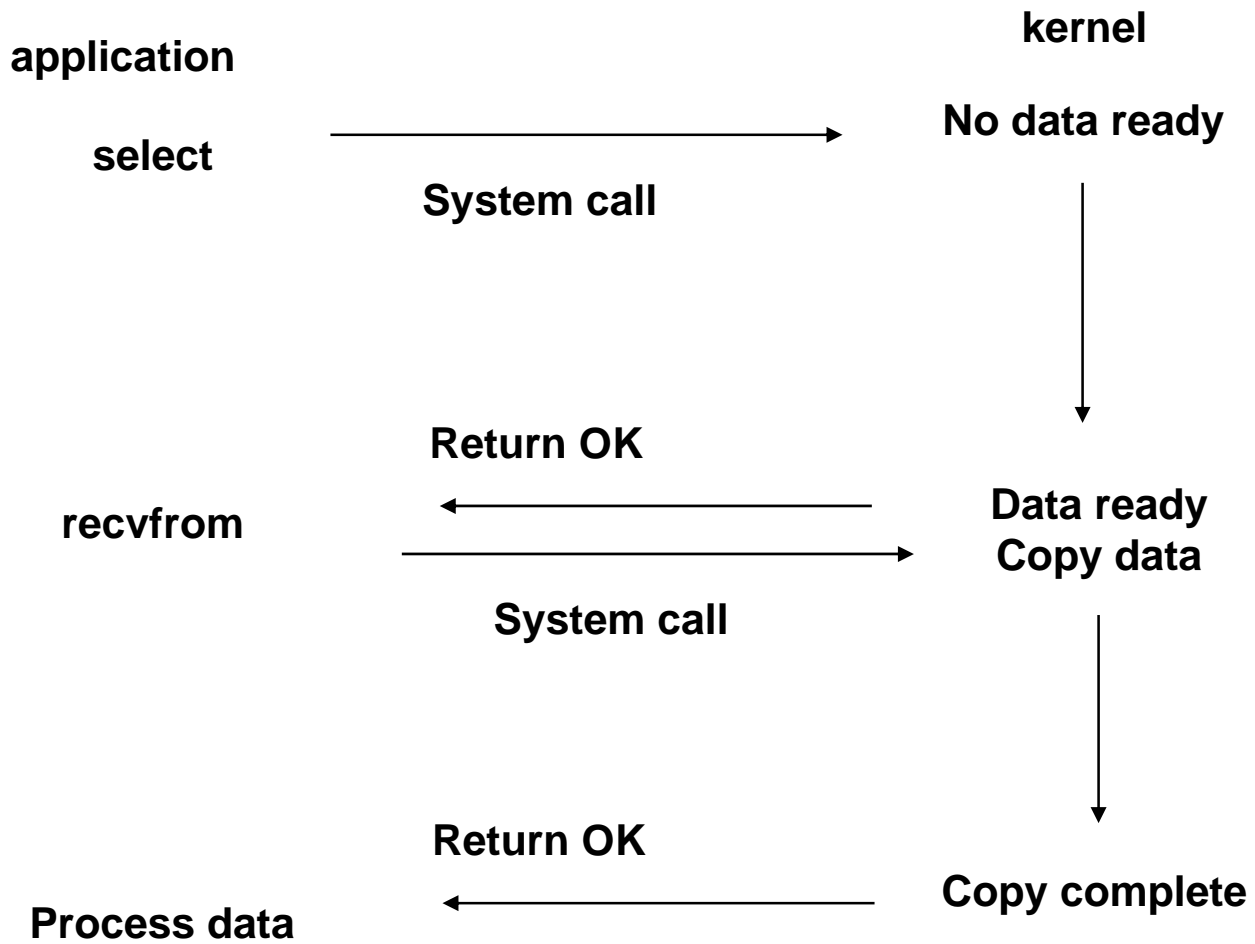 kernel
application
No data ready
select
System call
Return OK
recvfrom
Data ready
Copy data
System call
Return OK
Copy complete
Process data